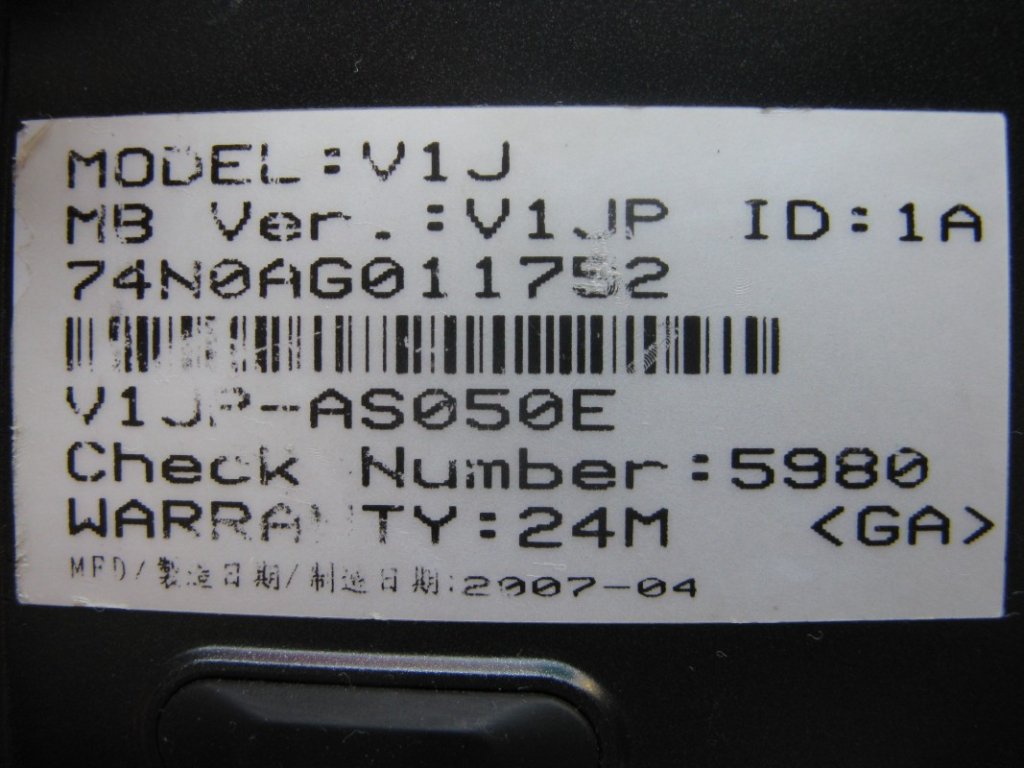 MODEL:V1J
MB Ver.:V1JP ID:1A
74N0AG011752
V1JP-AS050E
Check Number:5980
WARRANTY:24M <GA>
MFD/製造日期/制造日期:2007-04